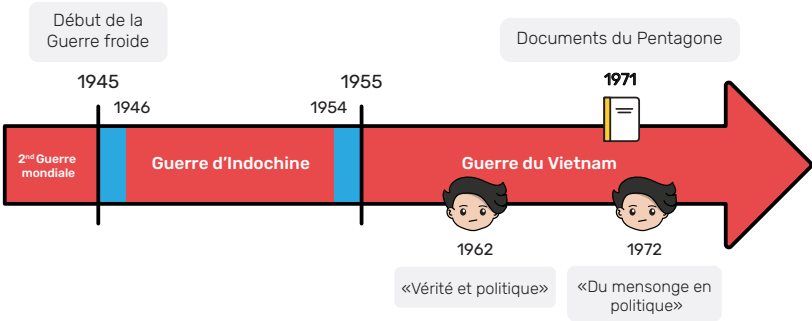 Début de la
Guerre froide
Documents du Pentagone
1945
1955
1971
1946
1954
2nd Guerre
mondiale
Guerre d'Indochine
Guerre du Vietnam
1962
1972
«Vérité et politique»
«Du mensonge en
politique»